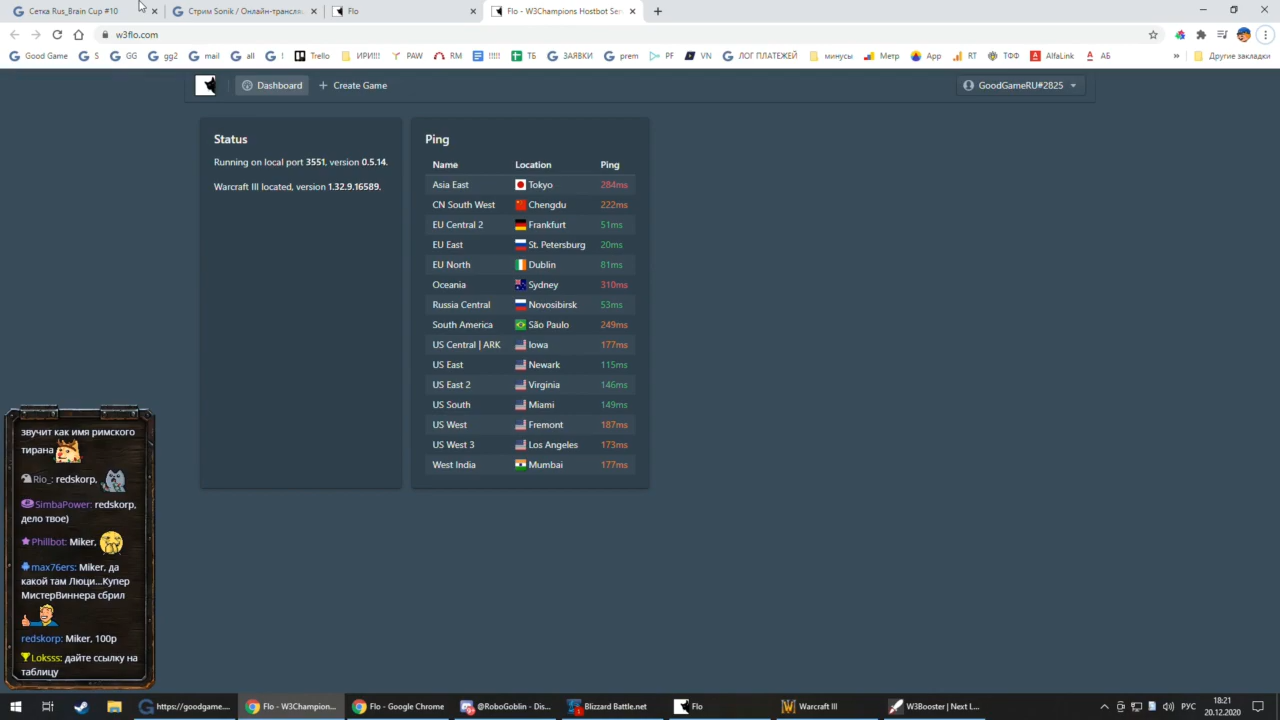 Сетка Rus_Brain Cup #10
Стрим Sonik / Онлайн-трансля
Flo
Flo - W3Champions Hostbot Ser
w3flo.com
Good Game
S
GG
gg2
mail
all
Trello
ИРИ!!!
PAW
RM
!!!!!
ТБ
ЗАЯВКИ
prem
PF
VN
ЛОГ ПЛАТЕЖЕЙ
минусы
Метр
App
RT
ТФФ
AlfaLink
АБ
»
Другие закладки
Dashboard
Create Game
GoodGameRU#2825
Status
Running on local port 3551, version 0.5.14.
Warcraft III located, version 1.32.9.16589.
Ping
Name Location Ping
Asia East Tokyo 284ms
CN South West Chengdu 222ms
EU Central 2 Frankfurt 51ms
EU East St. Petersburg 20ms
EU North Dublin 81ms
Oceania Sydney 310ms
Russia Central Novosibirsk 53ms
South America São Paulo 249ms
US Central | ARK Iowa 177ms
US East Newark 115ms
US East 2 Virginia 146ms
US South Miami 149ms
US West Fremont 187ms
US West 3 Los Angeles 173ms
West India Mumbai 177ms
звучит как имя римского
тирана
Rio_: redskorp,
SimbaPower: redskorp,
дело твое)
Phillbot: Miker,
max76ers: Miker, да
какой там Люци...Купер
МистерВиннера сбрил
redskorp: Miker, 100р
Loksss: дайте ссылку на
таблицу
https://goodgame....
Flo - W3Champion...
Flo - Google Chrome
@RoboGoblin - Dis...
Blizzard Battle.net
Flo
Warcraft III
W3Booster | Next L...
РУС
18:21
20.12.2020